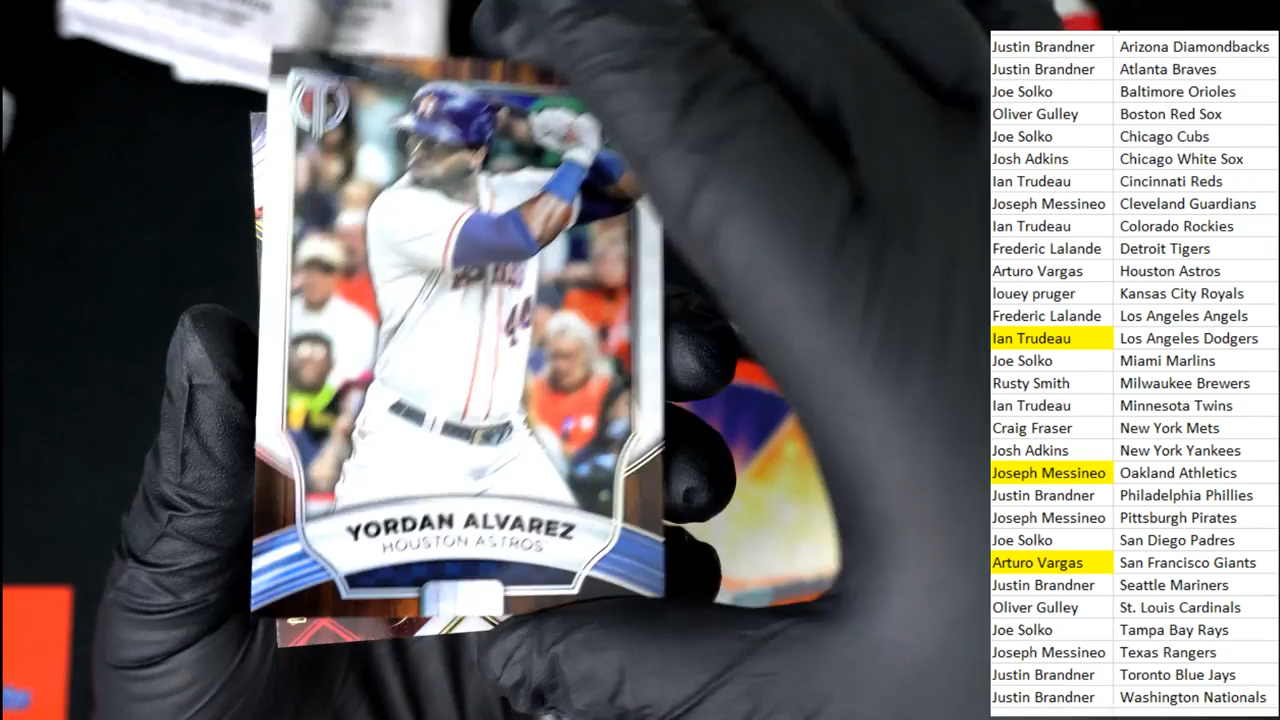 YORDAN ALVAREZ
HOUSTON ASTROS
44
Justin Brandner Arizona Diamondbacks
Justin Brandner Atlanta Braves
Joe Solko Baltimore Orioles
Oliver Gulley Boston Red Sox
Joe Solko Chicago Cubs
Josh Adkins Chicago White Sox
Ian Trudeau Cincinnati Reds
Joseph Messineo Cleveland Guardians
Ian Trudeau Colorado Rockies
Frederic Lalande Detroit Tigers
Arturo Vargas Houston Astros
louey pruger Kansas City Royals
Frederic Lalande Los Angeles Angels
Ian Trudeau Los Angeles Dodgers
Joe Solko Miami Marlins
Rusty Smith Milwaukee Brewers
Ian Trudeau Minnesota Twins
Craig Fraser New York Mets
Josh Adkins New York Yankees
Joseph Messineo Oakland Athletics
Justin Brandner Philadelphia Phillies
Joseph Messineo Pittsburgh Pirates
Joe Solko San Diego Padres
Arturo Vargas San Francisco Giants
Justin Brandner Seattle Mariners
Oliver Gulley St. Louis Cardinals
Joe Solko Tampa Bay Rays
Joseph Messineo Texas Rangers
Justin Brandner Toronto Blue Jays
Justin Brandner Washington Nationals